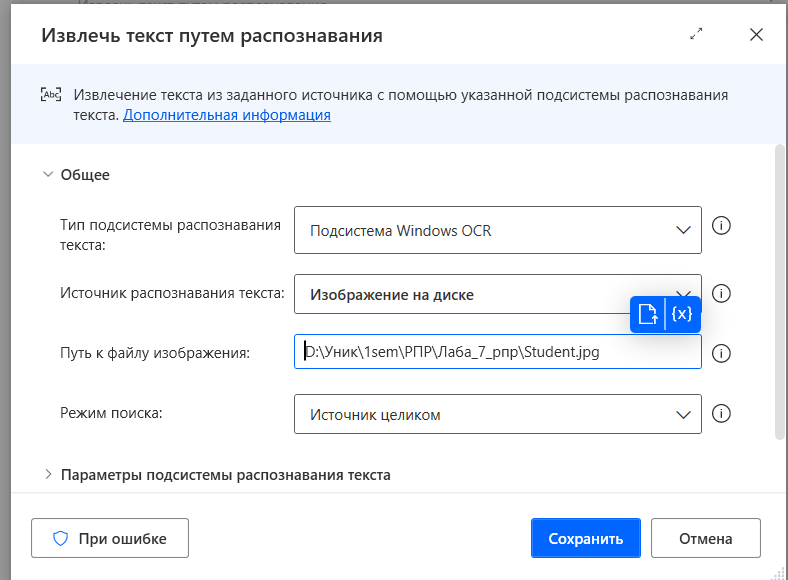 Извлечь текст путем распознавания
Abc
Извлечение текста из заданного источника с помощью указанной подсистемы распознавания
текста. Дополнительная информация
Общее
Тип подсистемы распознавания
текста:
Подсистема Windows OCR
Источник распознавания текста:
Изображение на диске
{x}
Путь к файлу изображения:
D:\Уник\1sem\РПР\Лаба_7_рпр\Student.jpg
Режим поиска:
Источник целиком
Параметры подсистемы распознавания текста
При ошибке
Сохранить
Отмена